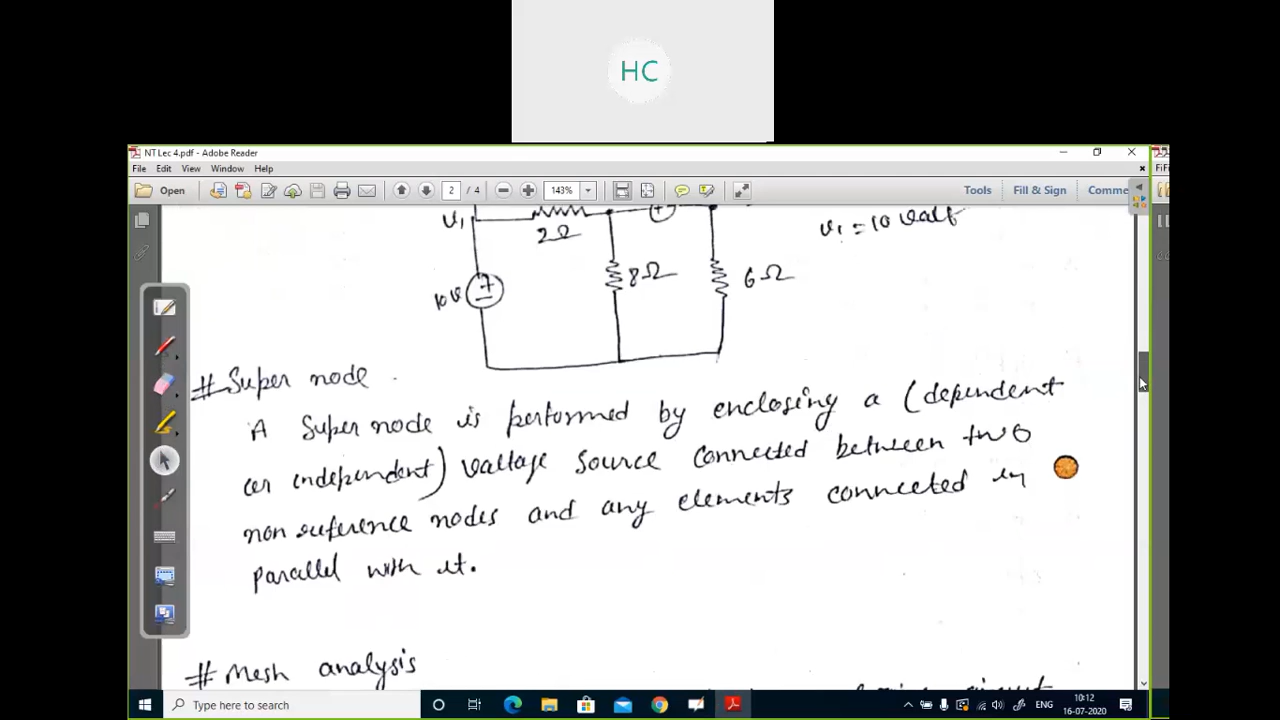 HC
NT Lec 4.pdf - Adobe Reader
File Edit View Window Help
Open 2 / 4 143% Tools Fill & Sign Comme
V1 2Ω
v1 = 10 Valt
10V 8Ω 6Ω
# Super node
A Super node is performed by enclosing a (dependent
or independent) valtage source connected between two
non reference nodes and any elements connected in
parallel with it.
# Mesh analysis
Type here to search
ENG
10:12
16-07-2020